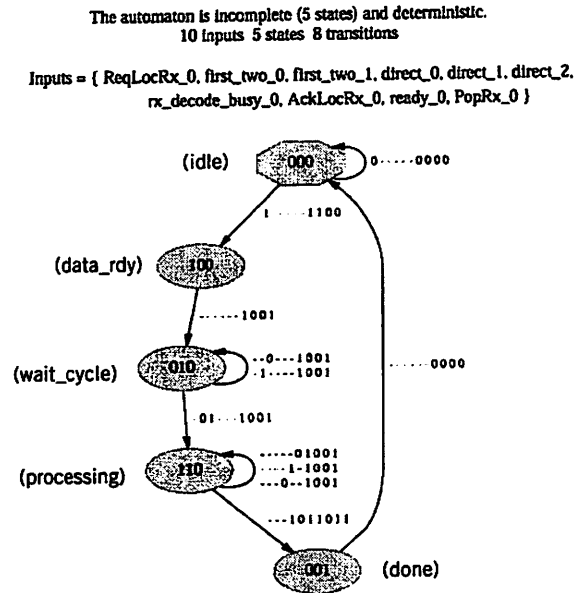 The automaton is incomplete (5 states) and deterministic.
10 inputs 5 states 8 transitions
Inputs = { ReqLocRx_0, first_two_0, first_two_1, direct_0, direct_1, direct_2,
rx_decode_busy_0, AckLocRx_0, ready_0, PopRx_0 }
(idle)
000
0-----0000
1-----1100
(data_rdy)
100
------1001
(wait_cycle)
010
--0---1001
-1----1001
------0000
-01---1001
(processing)
110
-----01001
----1-1001
---0--1001
---1011011
001
(done)